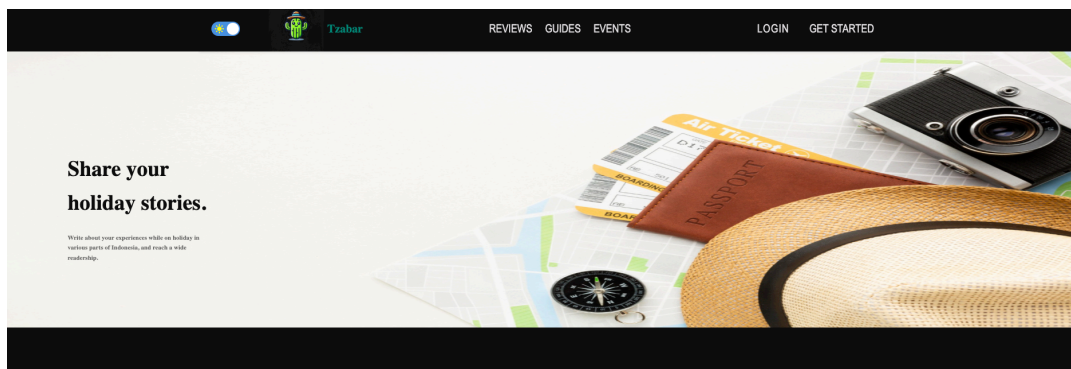 Tzabar
REVIEWS GUIDES EVENTS
LOGIN GET STARTED
Share your
holiday stories.
Write about your experiences while on holiday in
various parts of Indonesia, and reach a wide
readership.
Air Ticket
BOARDING
PASSPORT